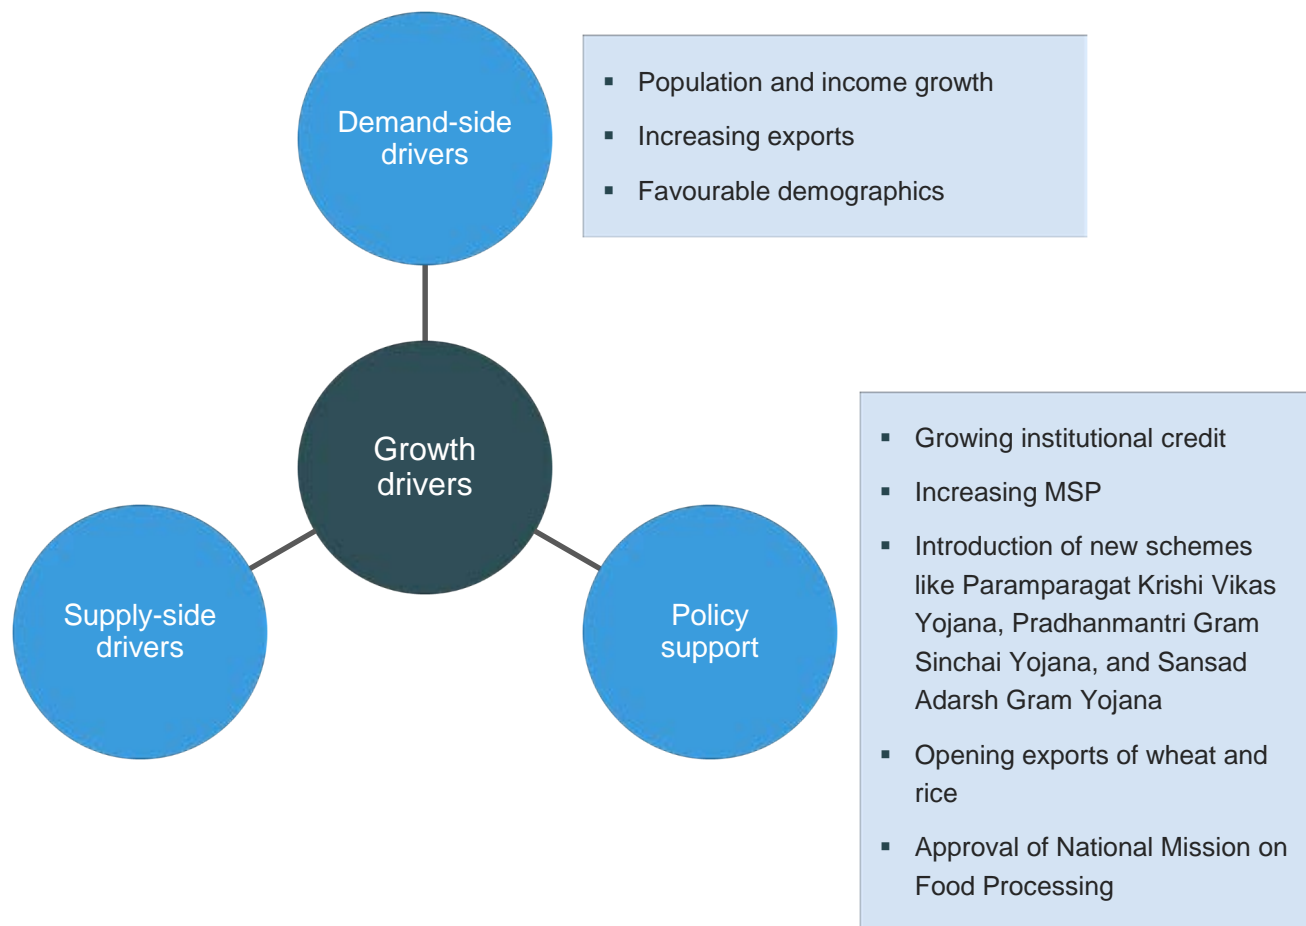 Demand-side
drivers
▪ Population and income growth
▪ Increasing exports
▪ Favourable demographics
Growth
drivers
Supply-side
drivers
Policy
support
▪ Growing institutional credit
▪ Increasing MSP
▪ Introduction of new schemes
like Paramparagat Krishi Vikas
Yojana, Pradhanmantri Gram
Sinchai Yojana, and Sansad
Adarsh Gram Yojana
▪ Opening exports of wheat and
rice
▪ Approval of National Mission on
Food Processing